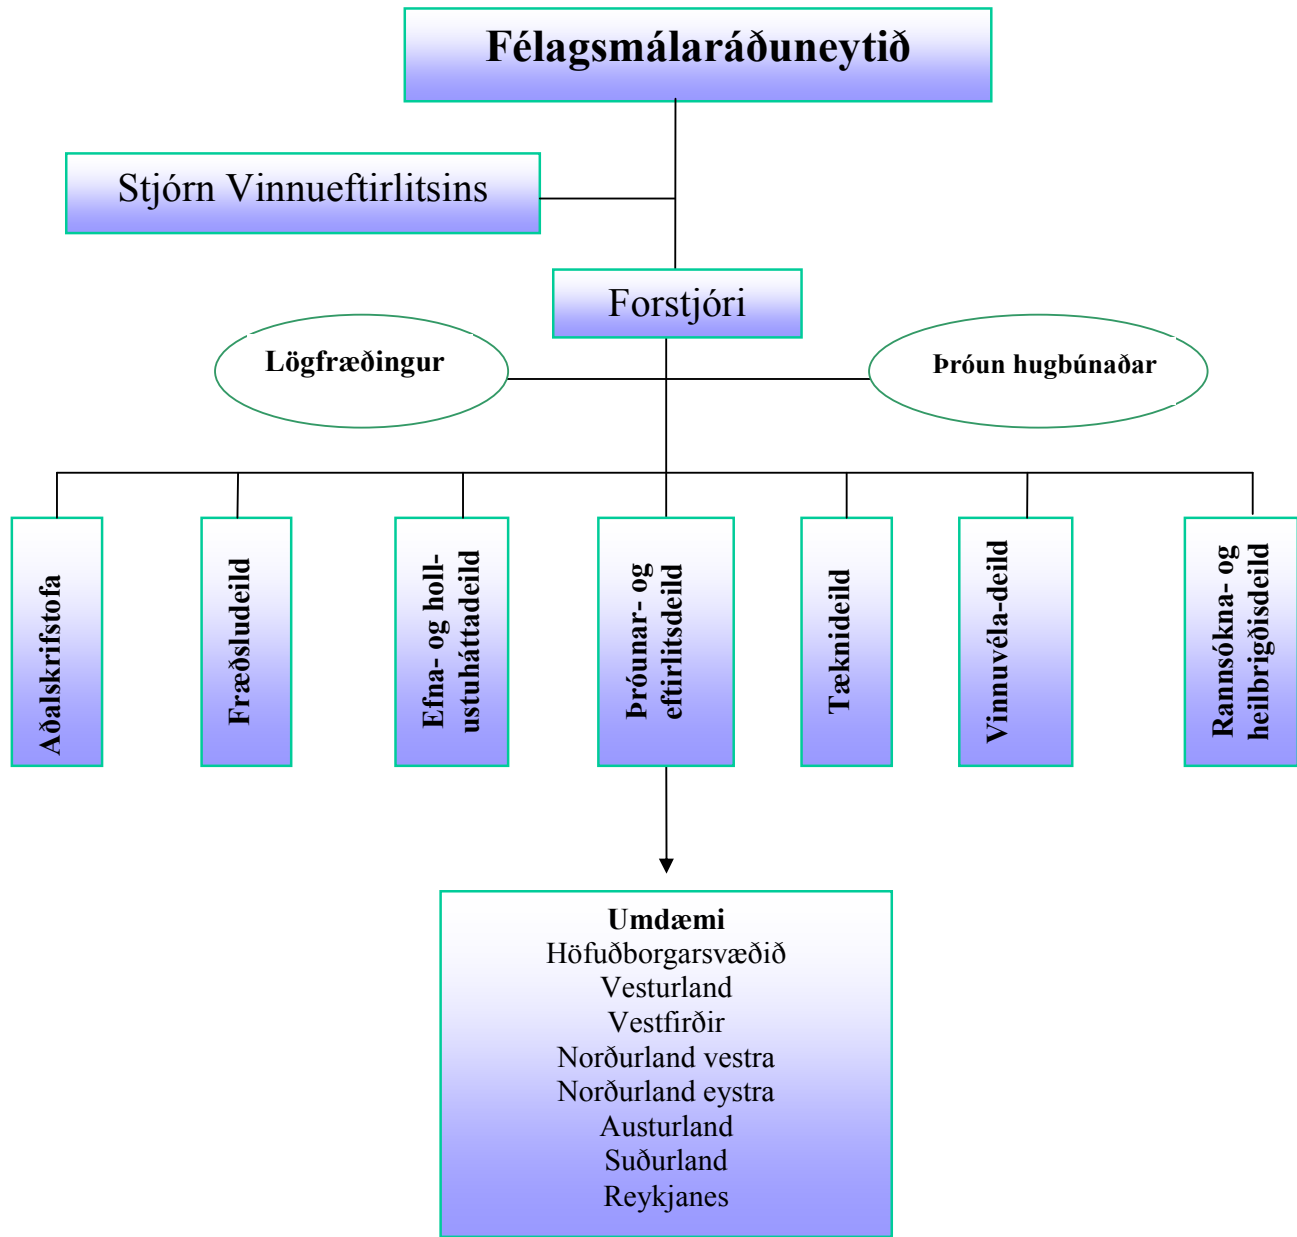 Félagsmálaráðuneytið
Stjórn Vinnueftirlitsins
Forstjóri
Lögfræðingur
Þróun hugbúnaðar
Aðalskrifstofa
Fræðsludeild
Efna- og holl-
ustuháttadeild
Þróunar- og
eftirlitsdeild
Tæknideild
Vinnuvéla-deild
Rannsókna- og
heilbrigðisdeild
Umdæmi
Höfuðborgarsvæðið
Vesturland
Vestfirðir
Norðurland vestra
Norðurland eystra
Austurland
Suðurland
Reykjanes